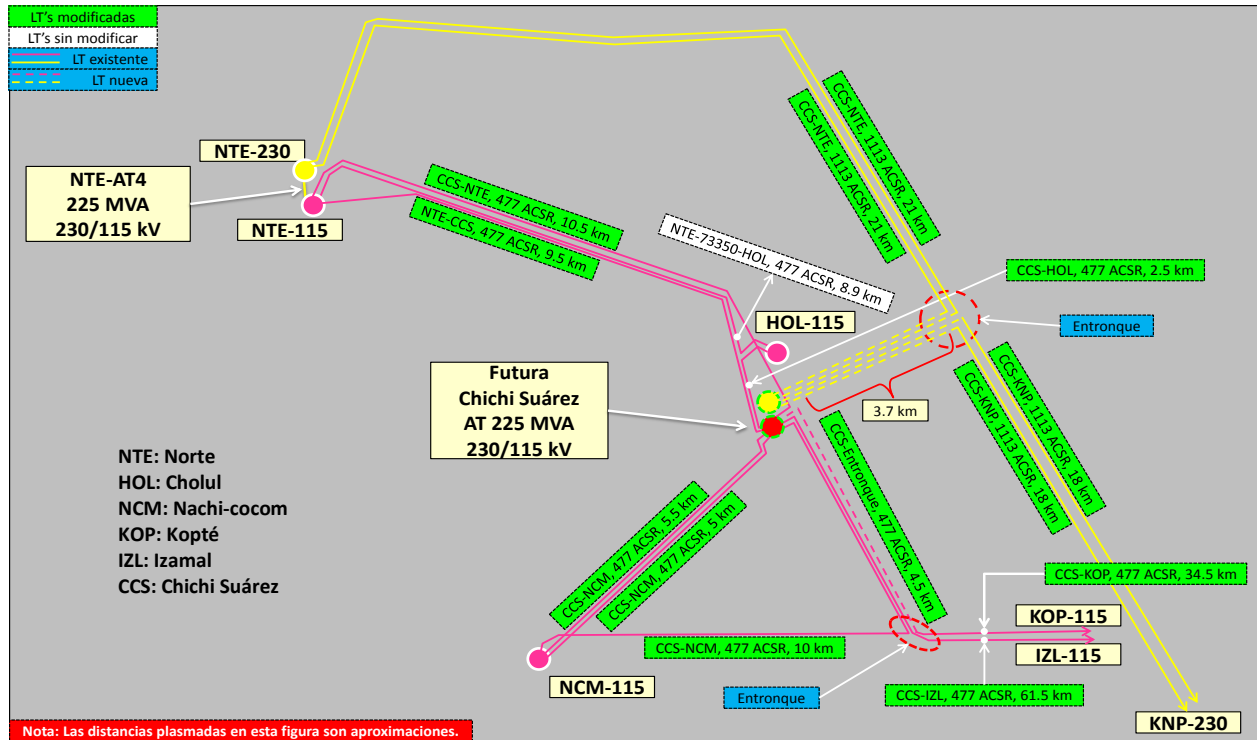 LT's modificadas
LT's sin modificar
LT existente
LT nueva
NTE-230
NTE-AT4
225 MVA
230/115 kV
NTE-115
CCS-NTE, 477 ACSR, 10.5 km
NTE-CCS, 477 ACSR, 9.5 km
CCS-NTE, 1113 ACSR, 21 km
CCS-NTE, 1113 ACSR, 21 km
NTE-73350-HOL, 477 ACSR, 8.9 km
CCS-HOL, 477 ACSR, 2.5 km
HOL-115
Entronque
Futura
Chichi Suárez
AT 225 MVA
230/115 kV
3.7 km
CCS-KNP, 1113 ACSR, 18 km
CCS-KNP, 1113 ACSR, 18 km
NTE: Norte
HOL: Cholul
NCM: Nachi-cocom
KOP: Kopté
IZL: Izamal
CCS: Chichi Suárez
CCS-NCM, 477 ACSR, 5.5 km
CCS-NCM, 477 ACSR, 5 km
CCS-Entronque, 477 ACSR, 4.5 km
CCS-KOP, 477 ACSR, 34.5 km
KOP-115
IZL-115
CCS-NCM, 477 ACSR, 10 km
NCM-115
Entronque
CCS-IZL, 477 ACSR, 61.5 km
KNP-230
Nota: Las distancias plasmadas en esta figura son aproximaciones.